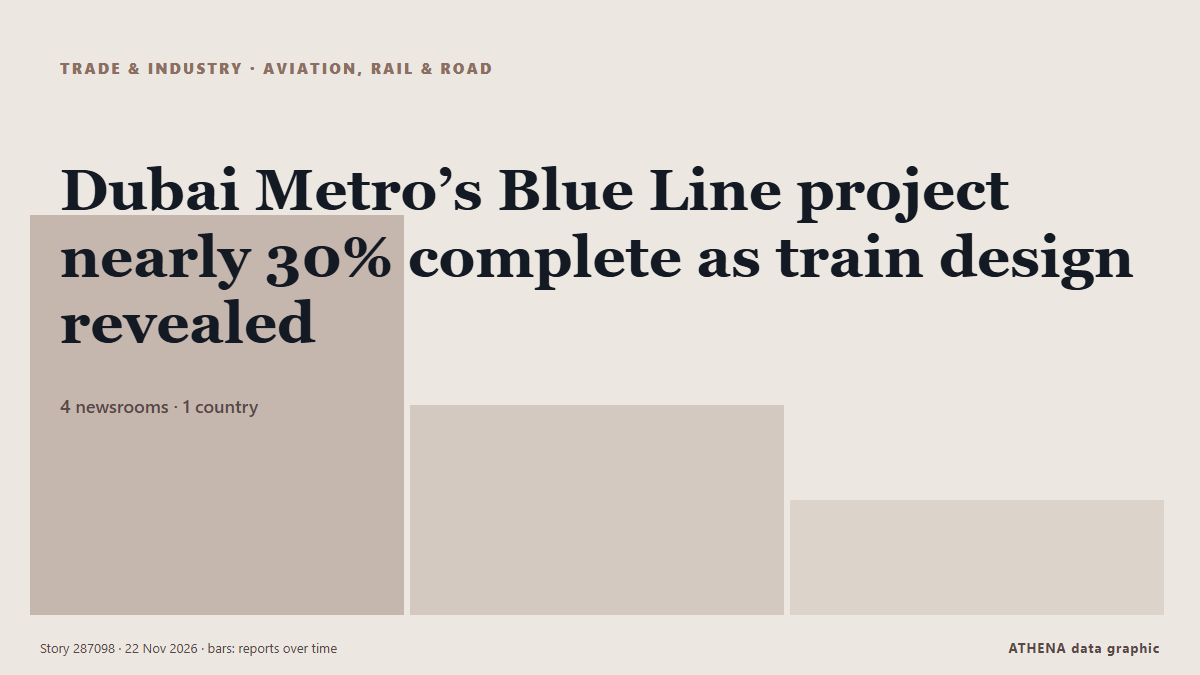 TRADE & INDUSTRY · AVIATION, RAIL & ROAD
Dubai Metro’s Blue Line project
nearly 30% complete as train design
revealed
4 newsrooms · 1 country
Story 287098 · 22 Nov 2026 · bars: reports over time
ATHENA data graphic